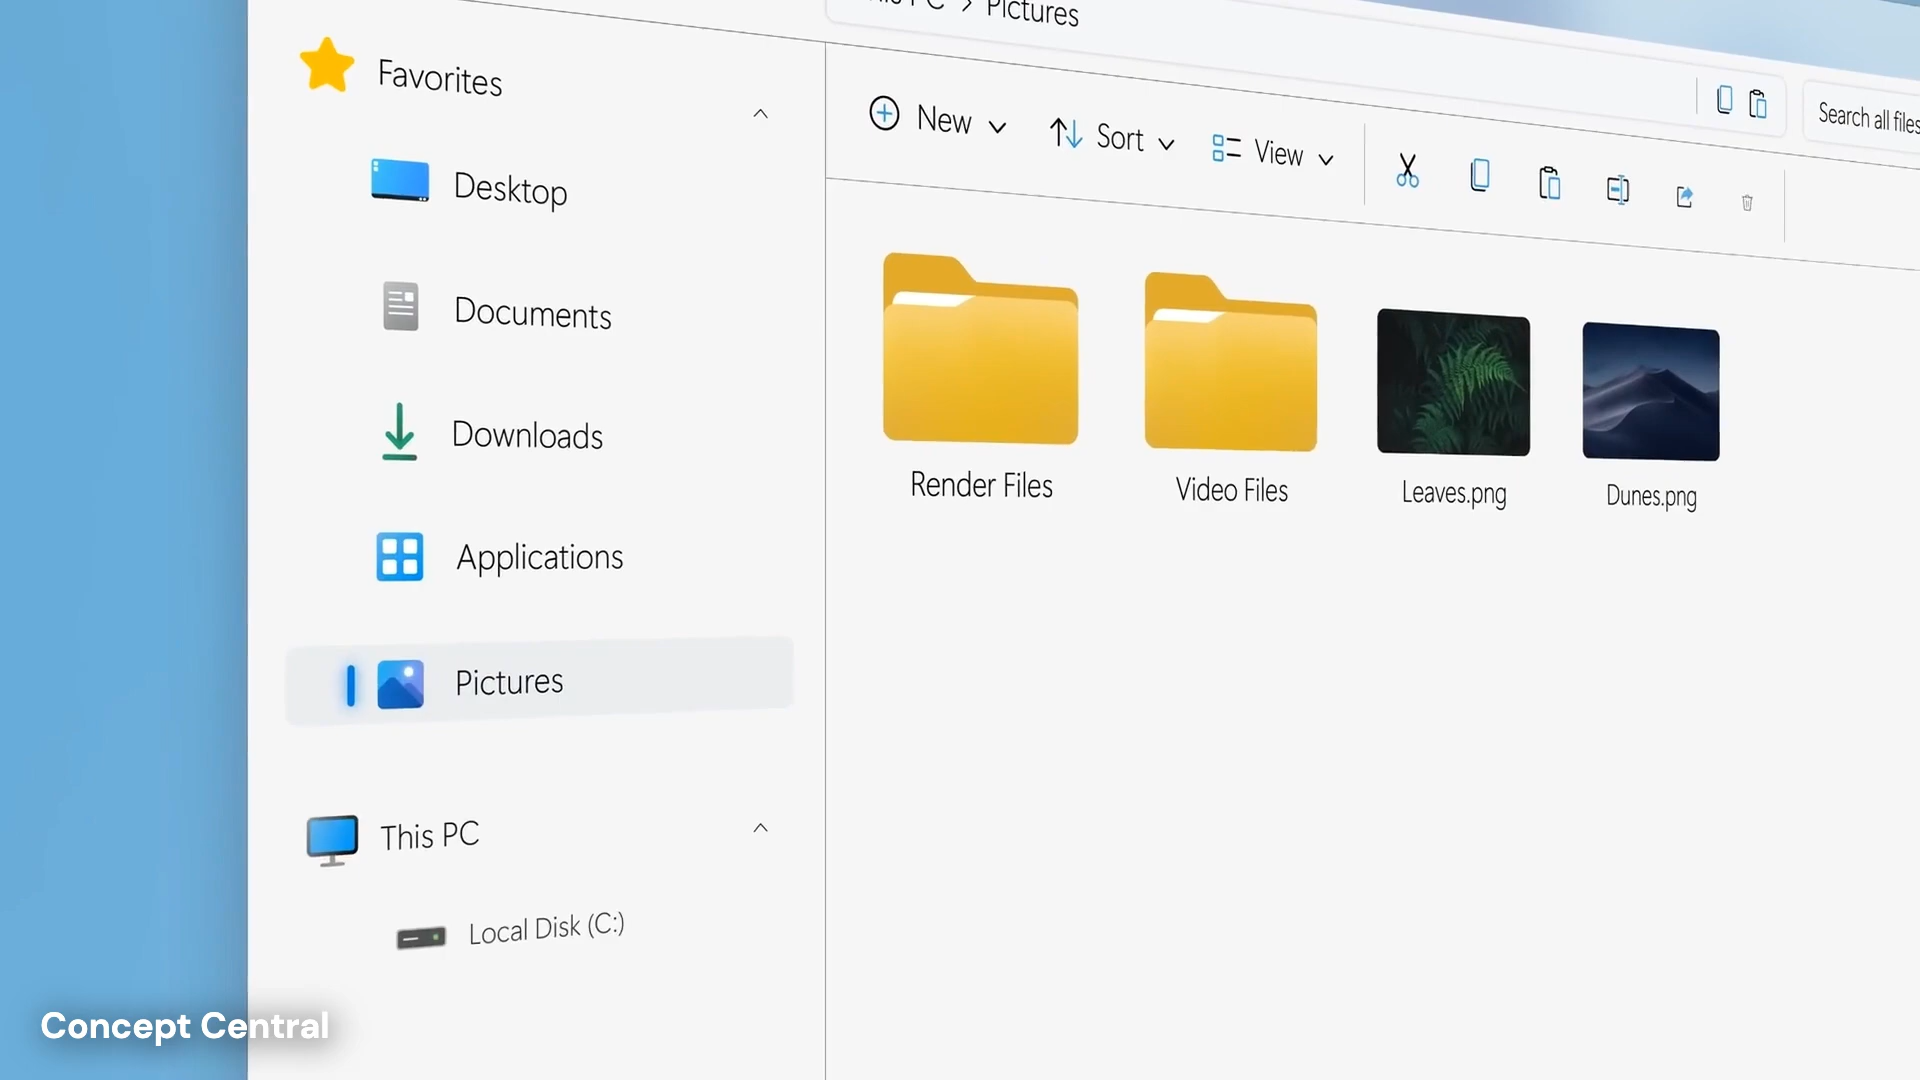 PC > Pictures
Search all files
Favorites
New
Sort
View
Desktop
Documents
Downloads
Applications
Pictures
This PC
Local Disk (C:)
Render Files
Video Files
Leaves.png
Dunes.png
Concept Central